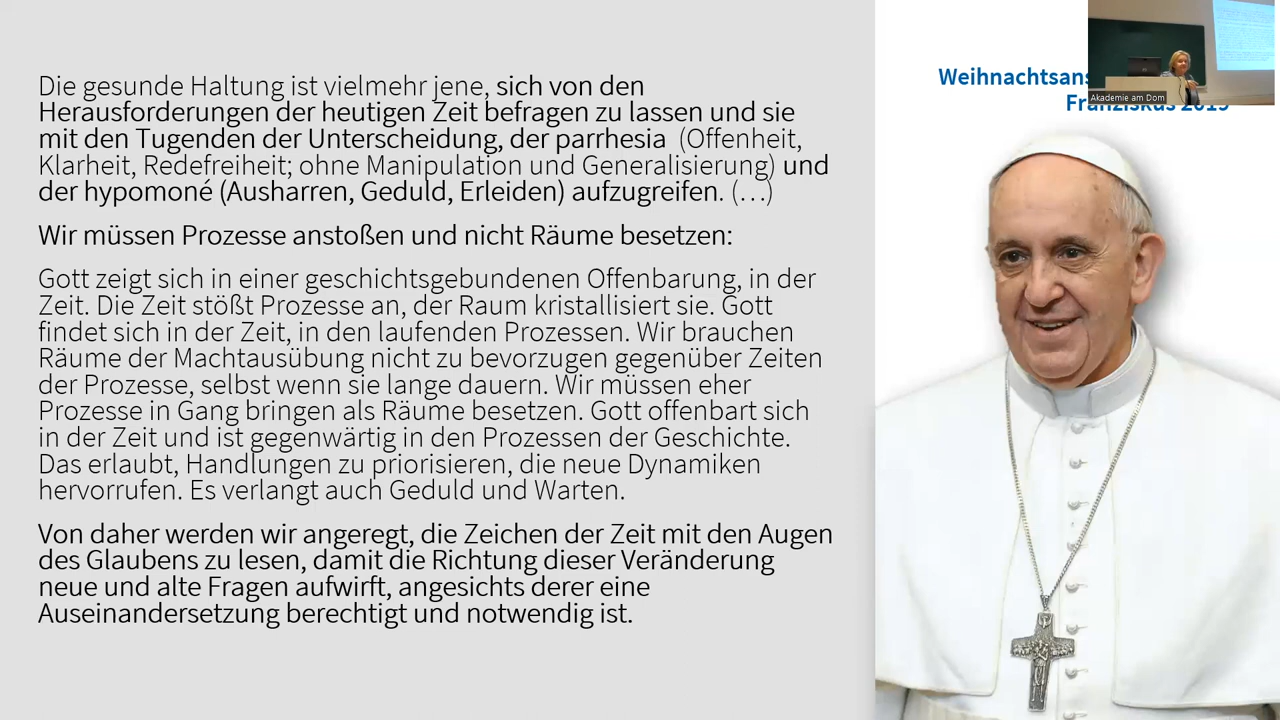 Die gesunde Haltung ist vielmehr jene, sich von den
Herausforderungen der heutigen Zeit befragen zu lassen und sie
mit den Tugenden der Unterscheidung, der parrhesia (Offenheit,
Klarheit, Redefreiheit; ohne Manipulation und Generalisierung) und
der hypomoné (Ausharren, Geduld, Erleiden) aufzugreifen. (…)
Wir müssen Prozesse anstoßen und nicht Räume besetzen:
Gott zeigt sich in einer geschichtsgebundenen Offenbarung, in der
Zeit. Die Zeit stößt Prozesse an, der Raum kristallisiert sie. Gott
findet sich in der Zeit, in den laufenden Prozessen. Wir brauchen
Räume der Machtausübung nicht zu bevorzugen gegenüber Zeiten
der Prozesse, selbst wenn sie lange dauern. Wir müssen eher
Prozesse in Gang bringen als Räume besetzen. Gott offenbart sich
in der Zeit und ist gegenwärtig in den Prozessen der Geschichte.
Das erlaubt, Handlungen zu priorisieren, die neue Dynamiken
hervorrufen. Es verlangt auch Geduld und Warten.
Von daher werden wir angeregt, die Zeichen der Zeit mit den Augen
des Glaubens zu lesen, damit die Richtung dieser Veränderung
neue und alte Fragen aufwirft, angesichts derer eine
Auseinandersetzung berechtigt und notwendig ist.
Weihnachtsans
Franziskus 2019
Akademie am Dom